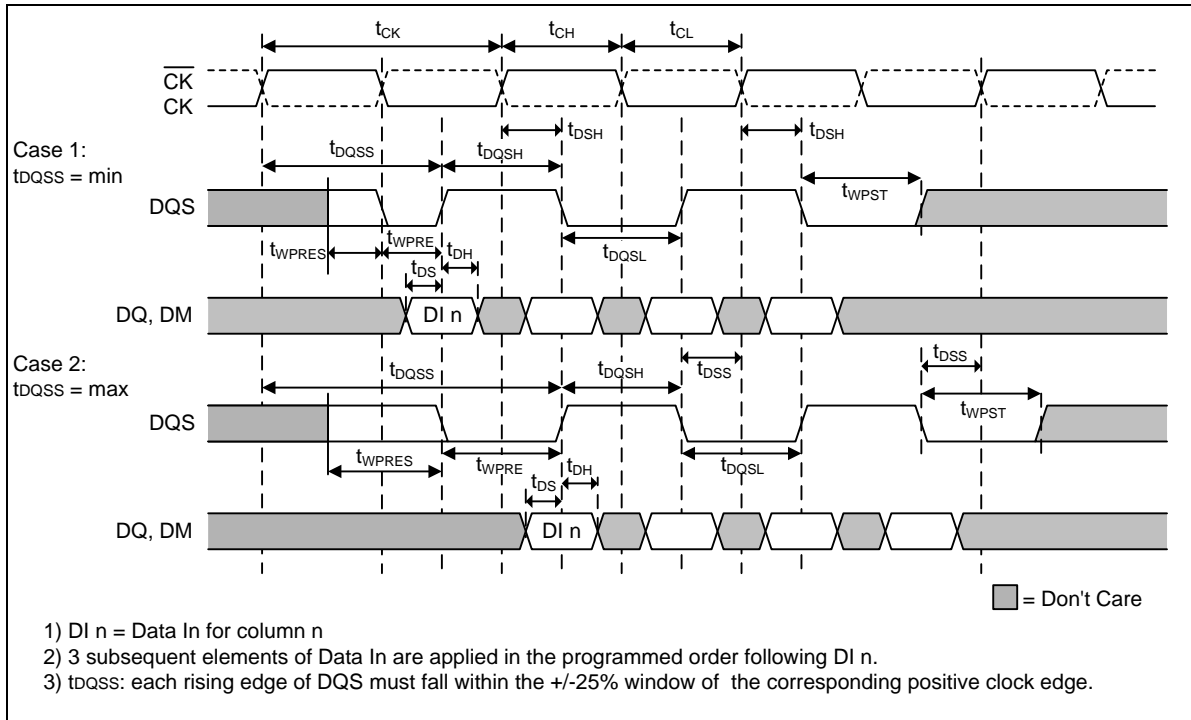 tCK tCH tCL
CK
CK
tDSH tDSH
Case 1:
tDQSS = min
tDQSS tDQSH
tWPST
DQS
tWPRES tWPRE tDH
tDQSL
tDS
DQ, DM DI n
Case 2:
tDQSS = max
tDQSS tDQSH tDSS tDSS
tWPST
DQS
tWPRES tWPRE tDH tDQSL
tDS
DQ, DM DI n
= Don't Care
1) DI n = Data In for column n
2) 3 subsequent elements of Data In are applied in the programmed order following DI n.
3) tDQSS: each rising edge of DQS must fall within the +/-25% window of the corresponding positive clock edge.